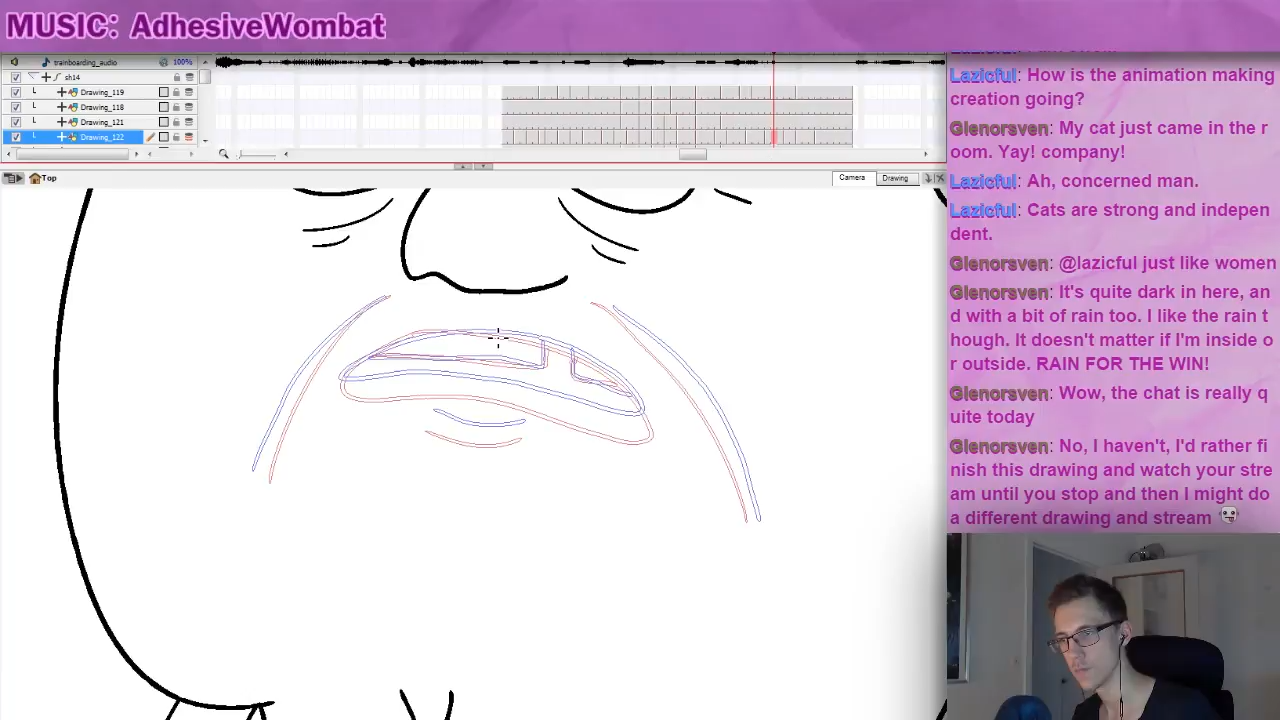 MUSIC: AdhesiveWombat
trainboarding_audio
100%
sh14
Drawing_119
Drawing_118
Drawing_121
Drawing_122
Top
Camera
Drawing
Lazicful: How is the animation making
creation going?
Glenorsven: My cat just came in the r
oom. Yay! company!
Lazicful: Ah, concerned man.
Lazicful: Cats are strong and indepen
dent.
Glenorsven: @lazicful just like women
Glenorsven: It's quite dark in here, an
d with a bit of rain too. I like the rain t
hough. It doesn't matter if I'm inside o
r outside. RAIN FOR THE WIN!
Glenorsven: Wow, the chat is really q
uite today
Glenorsven: No, I haven't, I'd rather fi
nish this drawing and watch your stre
am until you stop and then I might do
a different drawing and stream